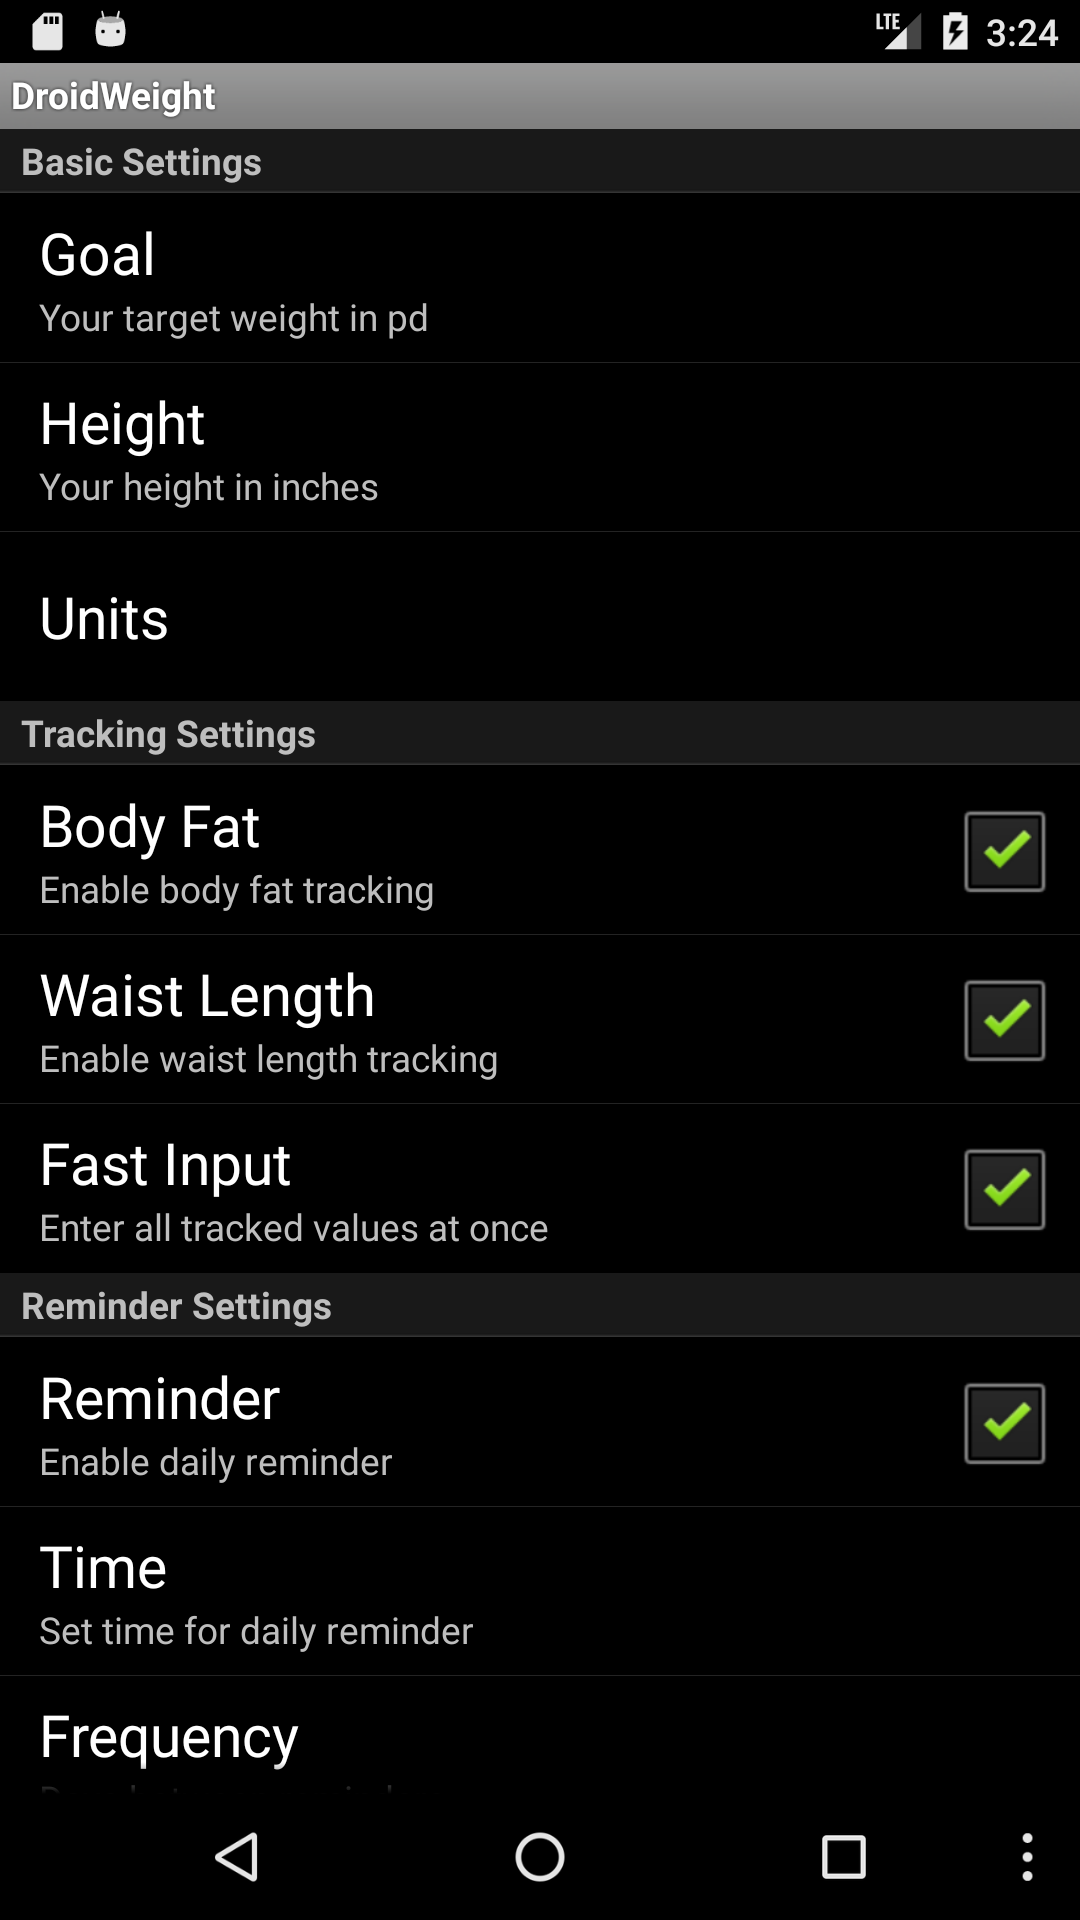 LTE 3:24
DroidWeight
Basic Settings
Goal
Your target weight in pd
Height
Your height in inches
Units
Tracking Settings
Body Fat
Enable body fat tracking
Waist Length
Enable waist length tracking
Fast Input
Enter all tracked values at once
Reminder Settings
Reminder
Enable daily reminder
Time
Set time for daily reminder
Frequency